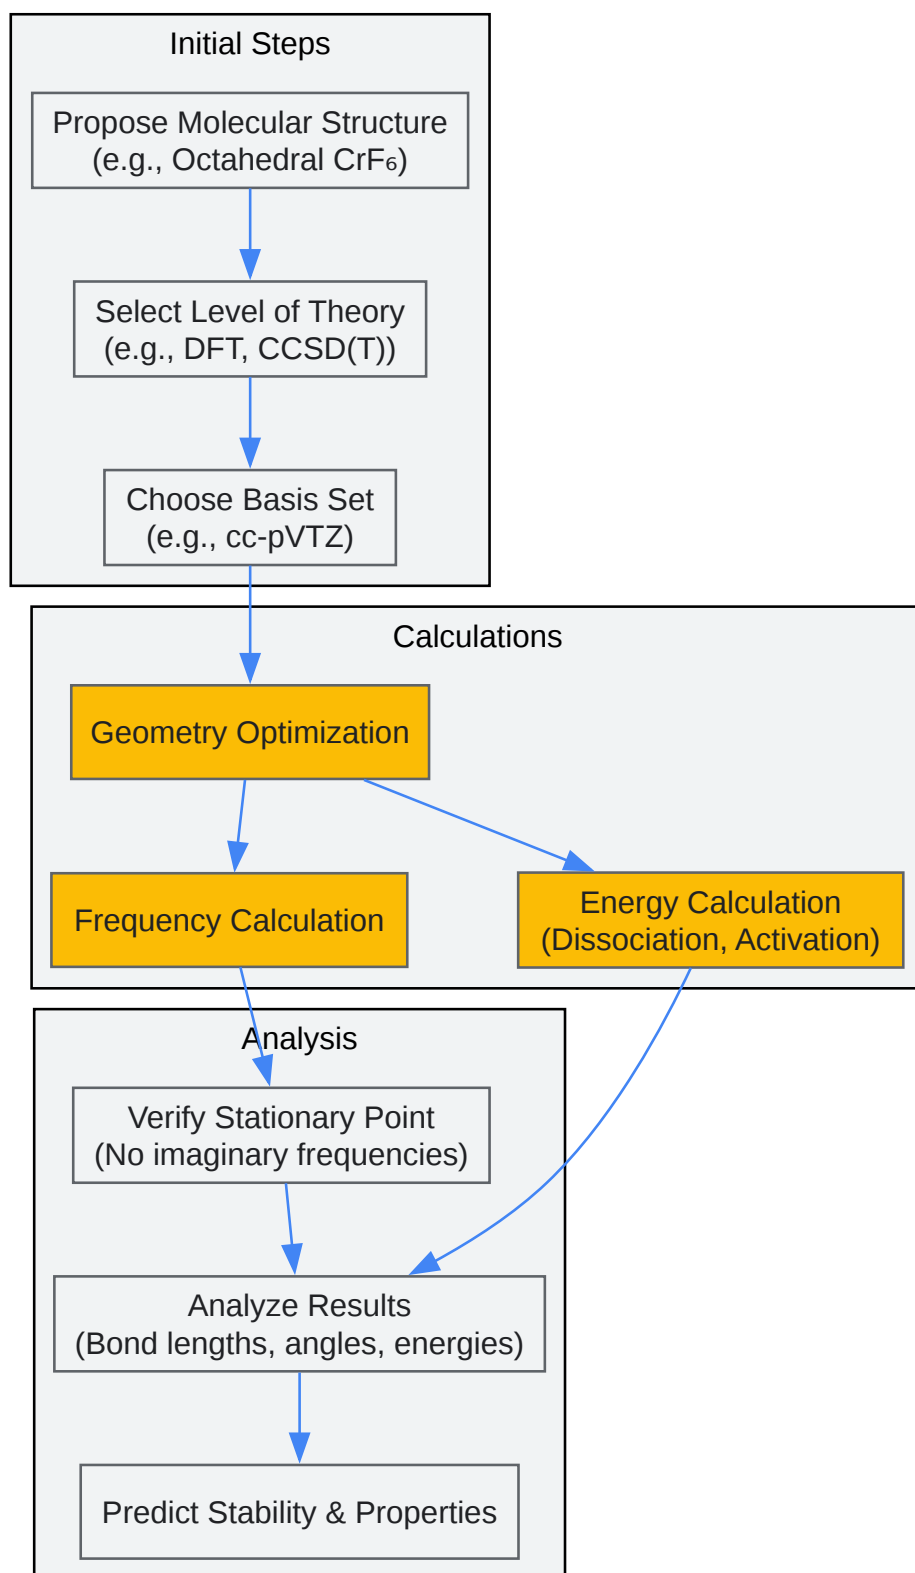 Initial Steps
Propose Molecular Structure
(e.g., Octahedral CrF₆)
Select Level of Theory
(e.g., DFT, CCSD(T))
Choose Basis Set
(e.g., cc-pVTZ)
Calculations
Geometry Optimization
Frequency Calculation
Energy Calculation
(Dissociation, Activation)
Analysis
Verify Stationary Point
(No imaginary frequencies)
Analyze Results
(Bond lengths, angles, energies)
Predict Stability & Properties